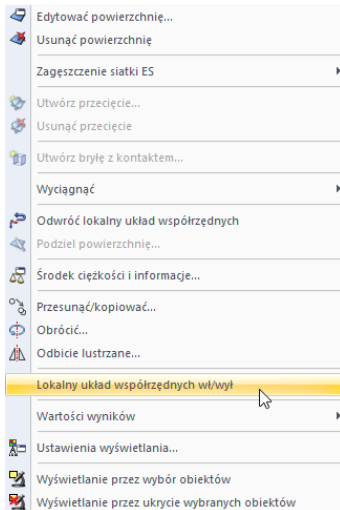 Edytować powierzchnię...
Usunąć powierzchnię
Zagęszczenie siatki ES
Utwórz przecięcie...
Usunąć przecięcie
Utwórz bryłę z kontaktem...
Wyciągnąć
Odwróć lokalny układ współrzędnych
Podziel powierzchnię...
Środek ciężkości i informacje...
Przesunąć/kopiować...
Obrócić...
Odbicie lustrzane...
Lokalny układ współrzędnych wł/wył
Wartości wyników
Ustawienia wyświetlania...
Wyświetlanie przez wybór obiektów
Wyświetlanie przez ukrycie wybranych obiektów